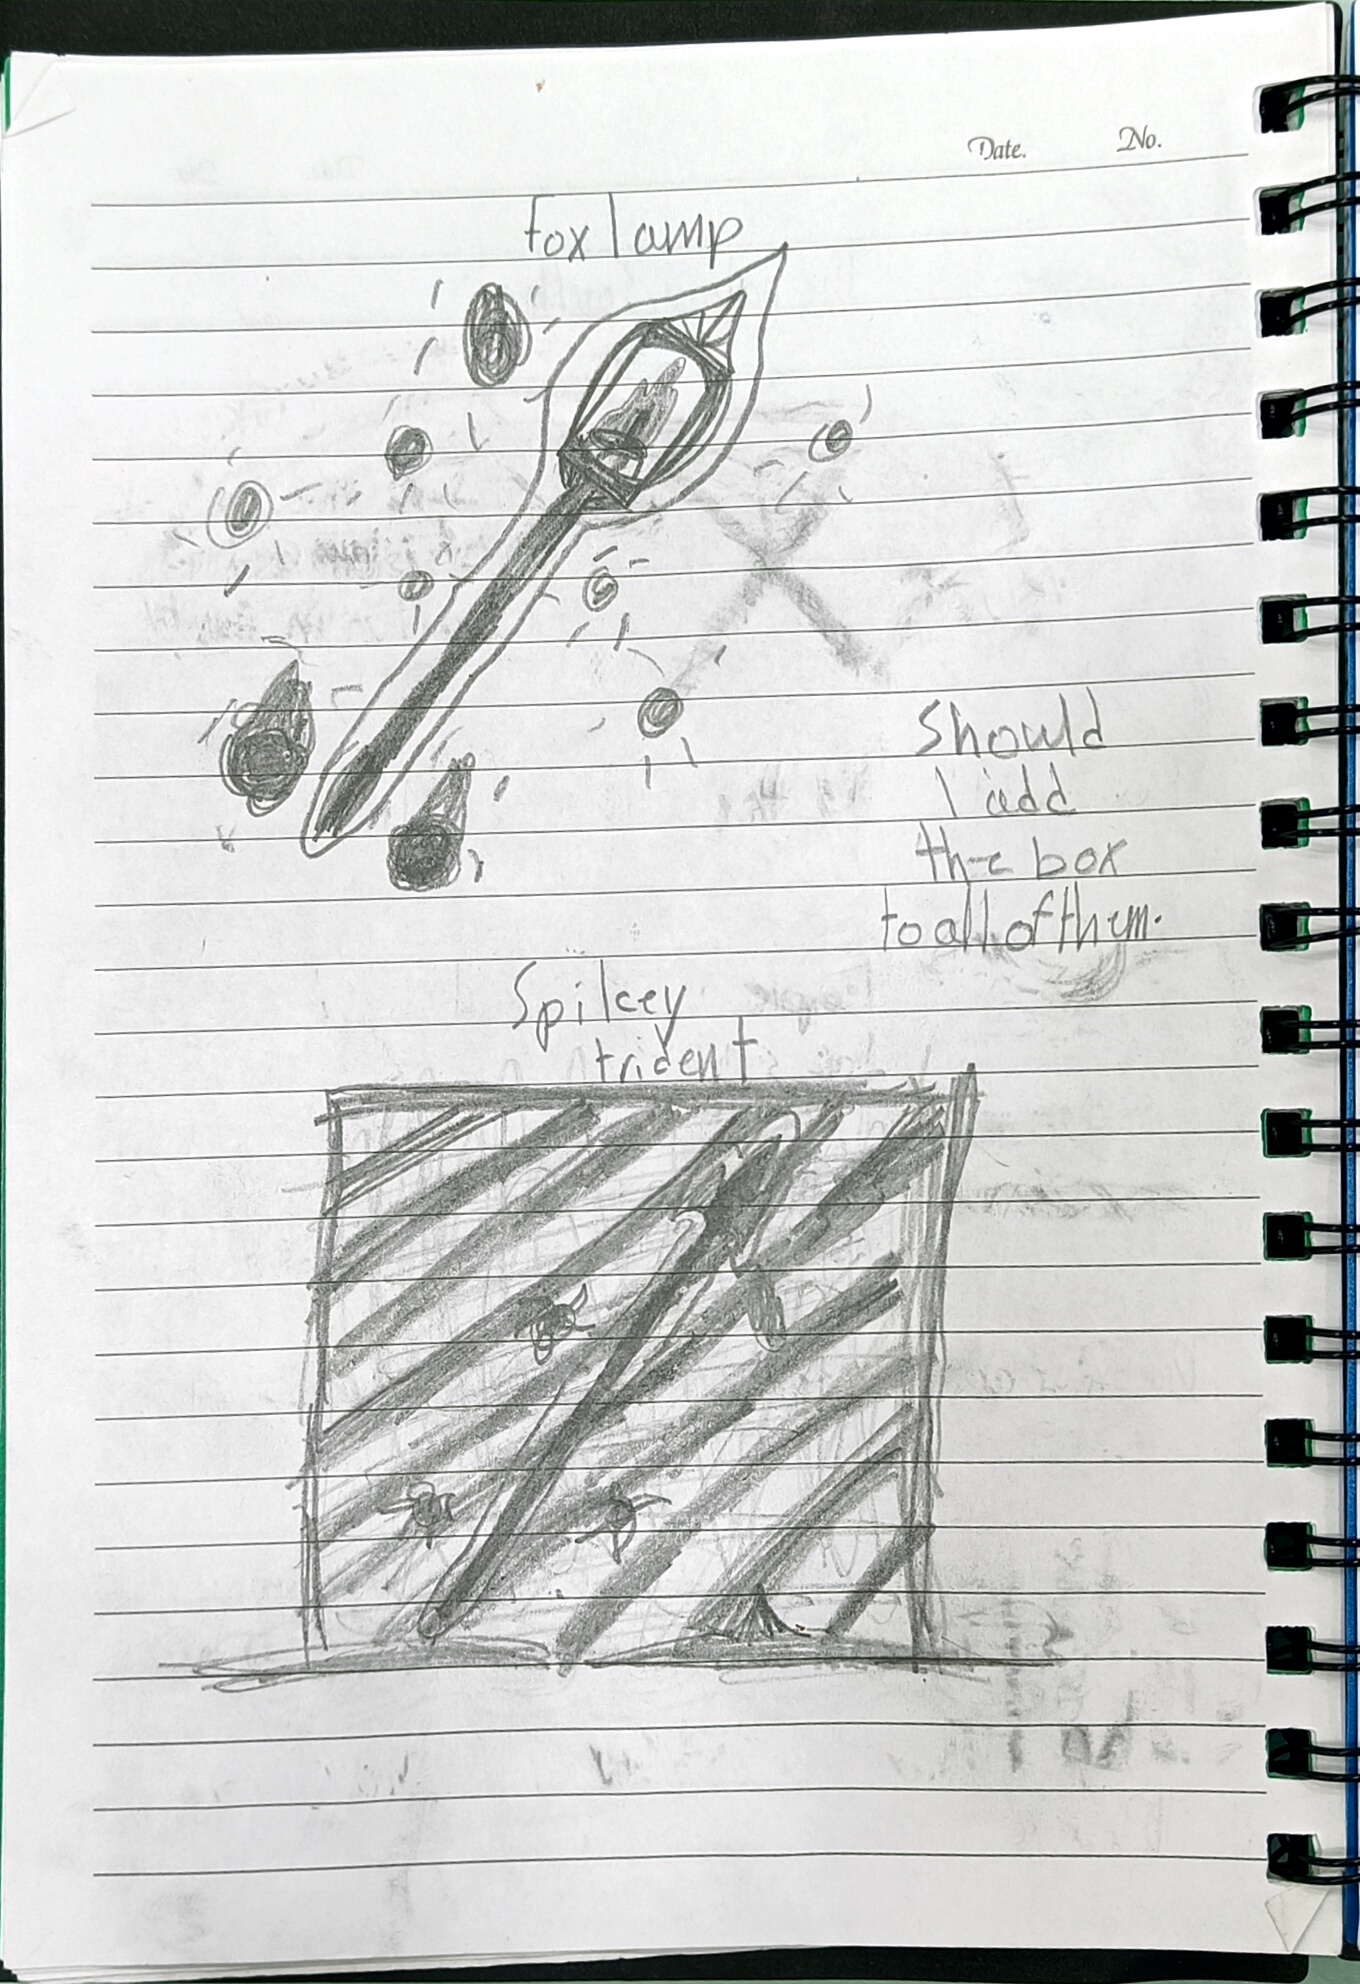 Date. No.
Fox lamp
Should
I add
the box
to all of them.
Spikey
trident